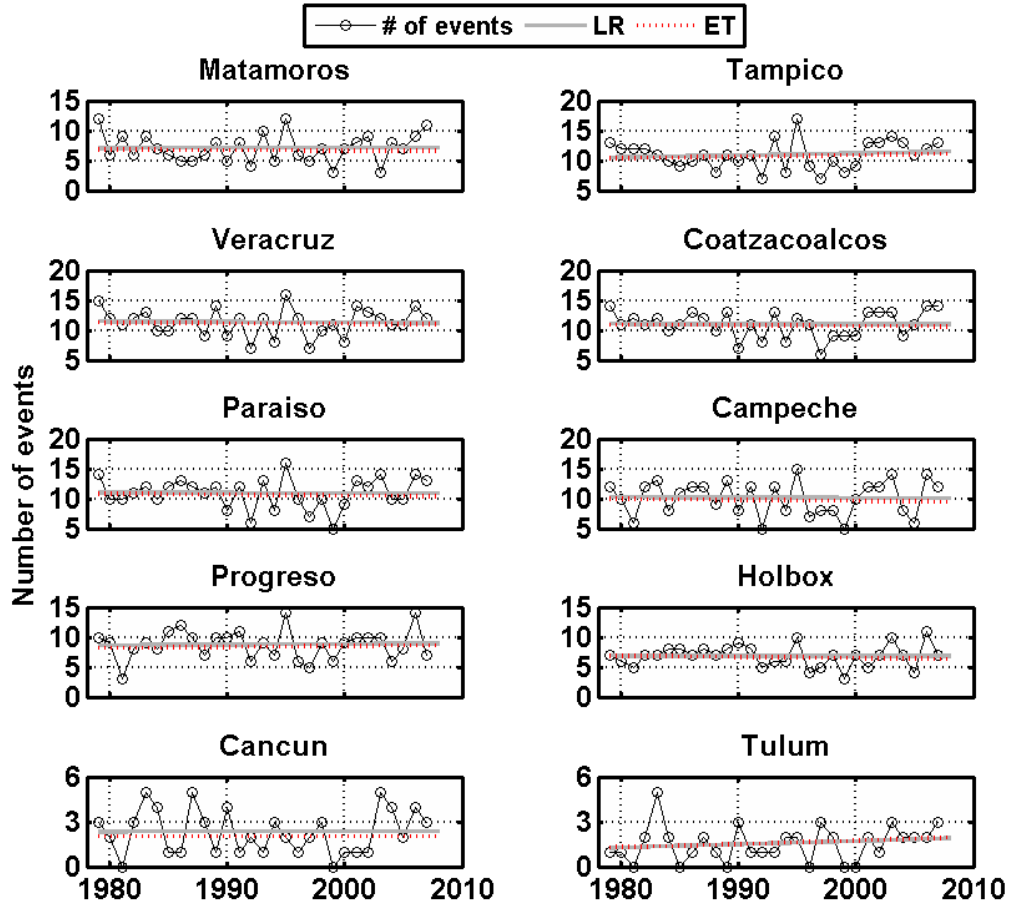 # of events LR ET
Matamoros Tampico
15 20
10 15
5 10
0 5
Veracruz Coatzacoalcos
20 20
15 15
10 10
5 5
Paraiso Campeche
20 20
15 15
10 10
5 5
Progreso Holbox
15 15
10 10
5 5
0 0
Cancun Tulum
6 6
3 3
0 0
1980 1990 2000 2010 1980 1990 2000 2010
Number of events